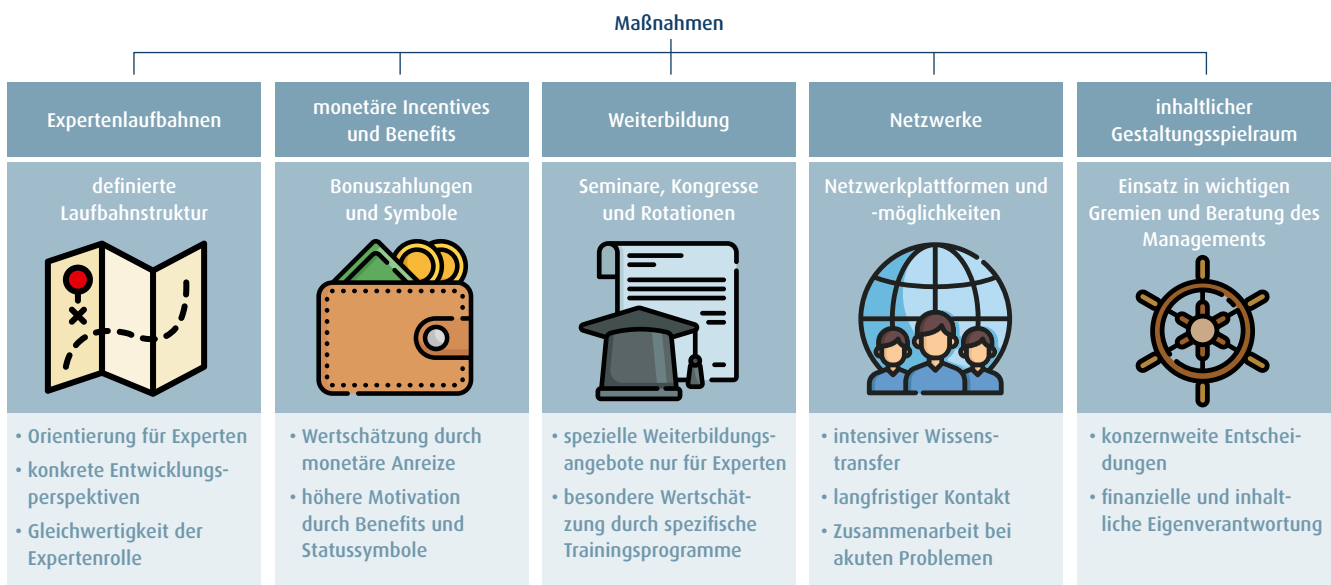 Maßnahmen
Expertenlaufbahnen
definierte
Laufbahnstruktur
• Orientierung für Experten
• konkrete Entwicklungs-
perspektiven
• Gleichwertigkeit der
Expertenrolle
monetäre Incentives
und Benefits
Bonuszahlungen
und Symbole
• Wertschätzung durch
monetäre Anreize
• höhere Motivation
durch Benefits und
Statussymbole
Weiterbildung
Seminare, Kongresse
und Rotationen
• spezielle Weiterbildungs-
angebote nur für Experten
• besondere Wertschät-
zung durch spezifische
Trainingsprogramme
Netzwerke
Netzwerkplattformen und
-möglichkeiten
• intensiver Wissens-
transfer
• langfristiger Kontakt
• Zusammenarbeit bei
akuten Problemen
inhaltlicher
Gestaltungsspielraum
Einsatz in wichtigen
Gremien und Beratung des
Managements
• konzernweite Entschei-
dungen
• finanzielle und inhalt-
liche Eigenverantwortung